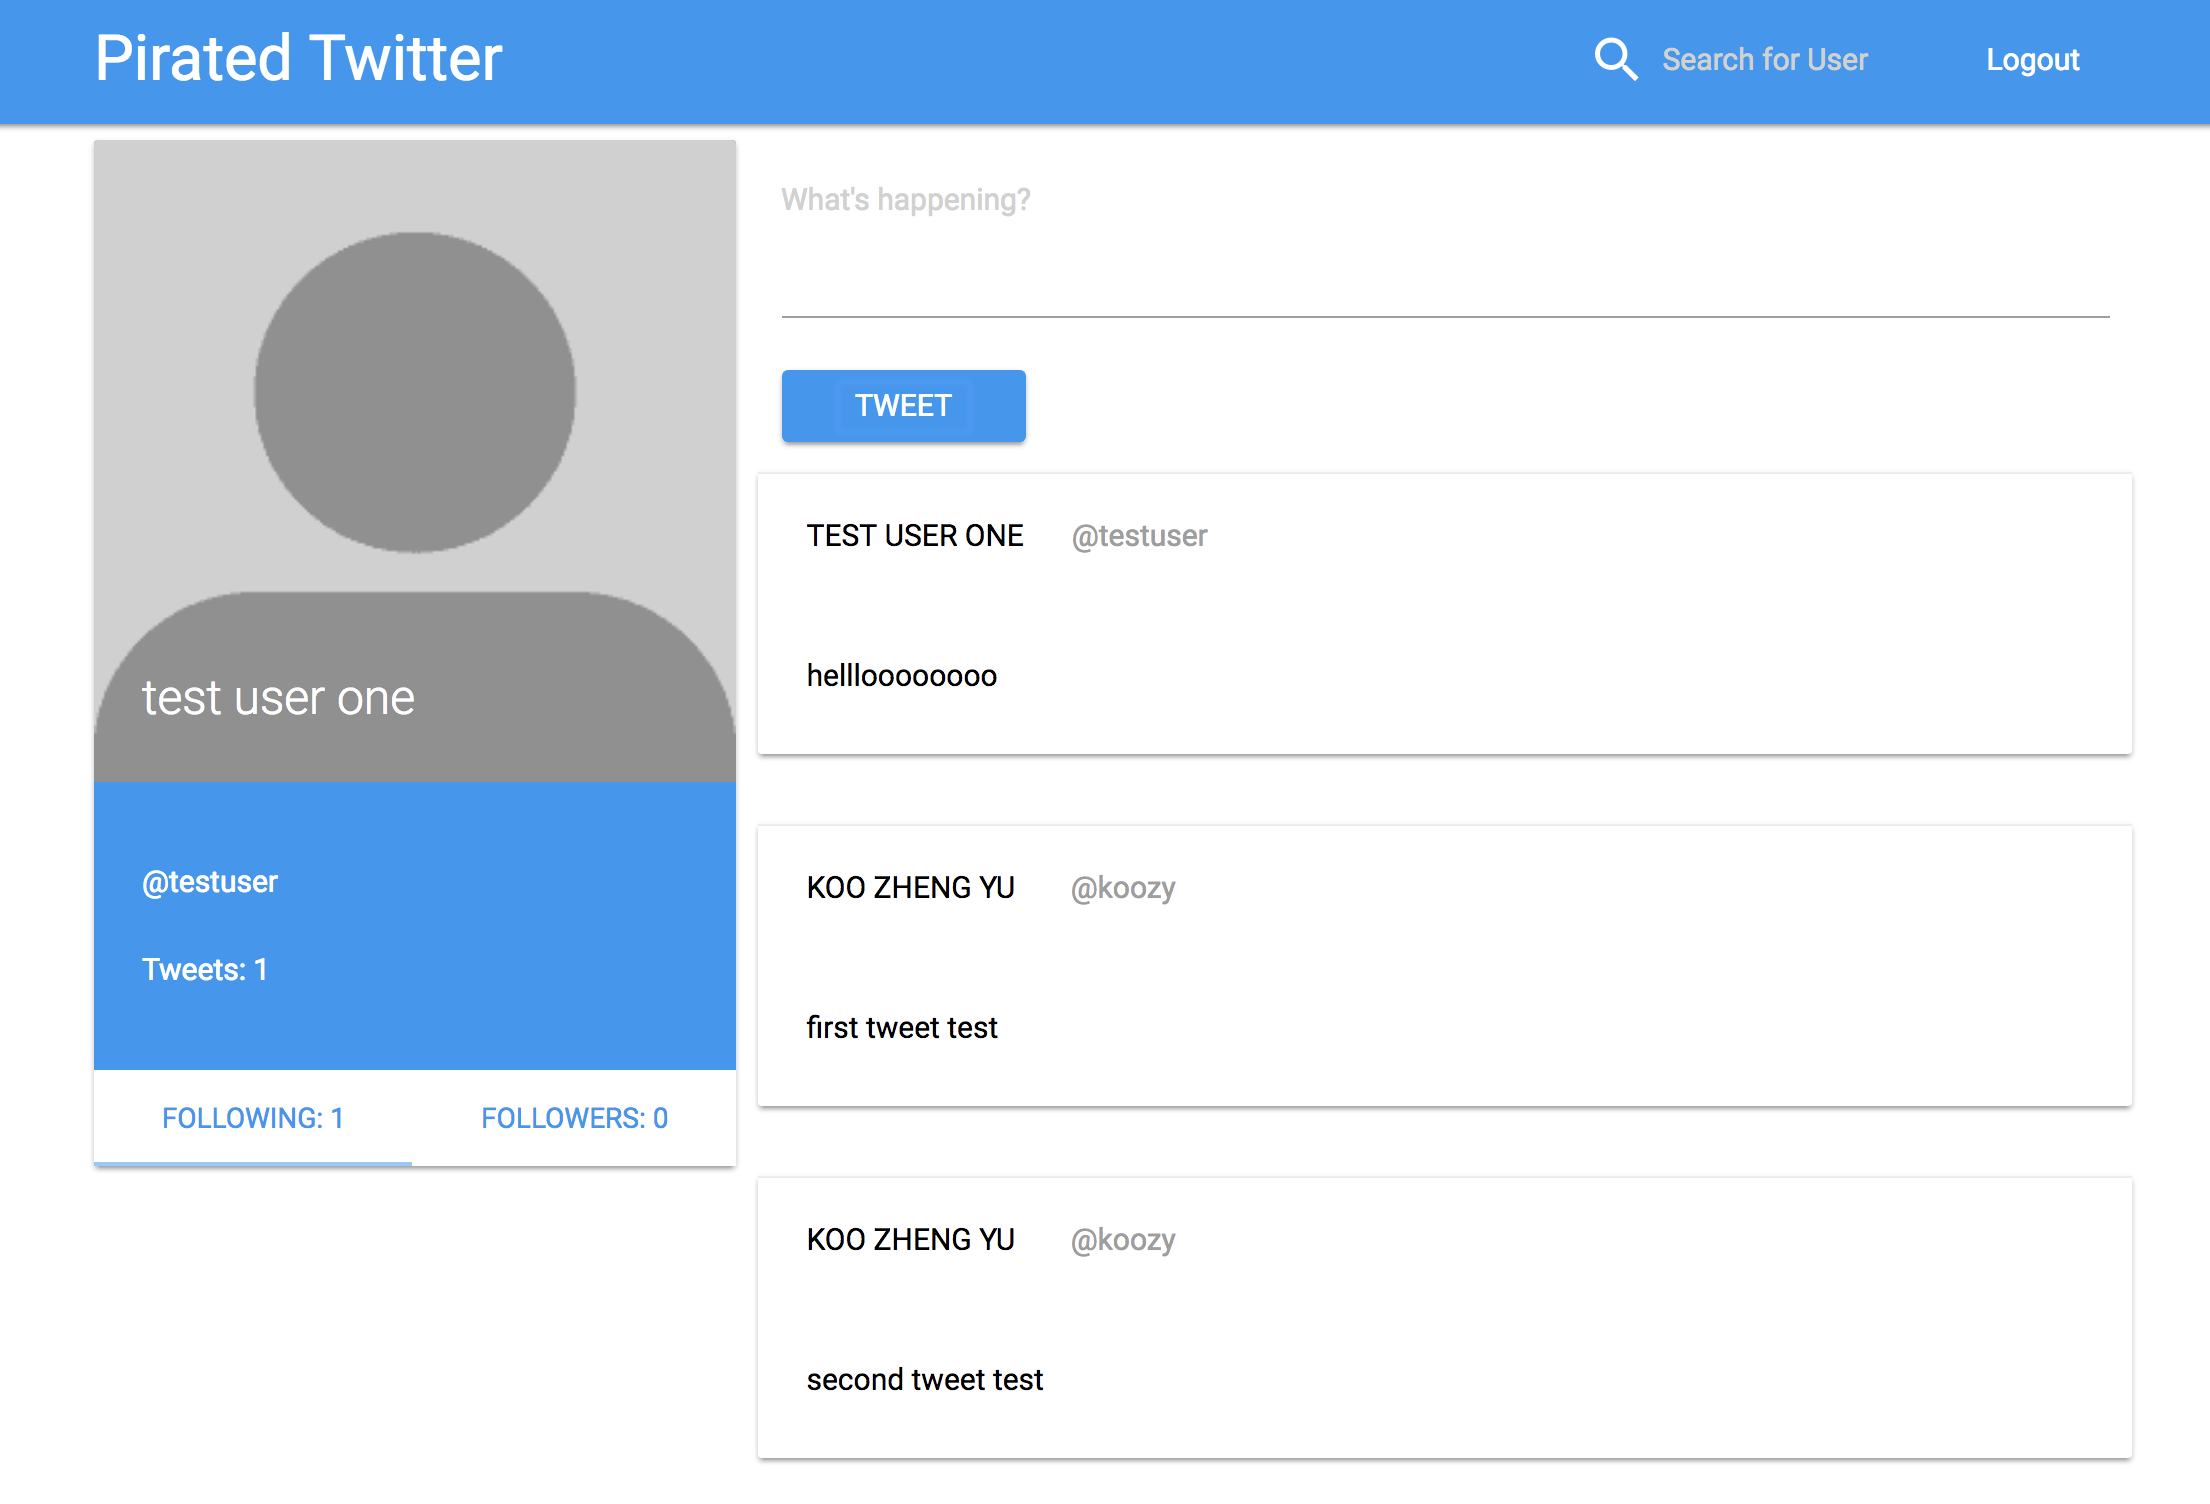 Pirated Twitter
Search for User
Logout
test user one
@testuser
Tweets: 1
FOLLOWING: 1
FOLLOWERS: 0
What's happening?
TWEET
TEST USER ONE @testuser
hellloooooooo
KOO ZHENG YU @koozy
first tweet test
KOO ZHENG YU @koozy
second tweet test